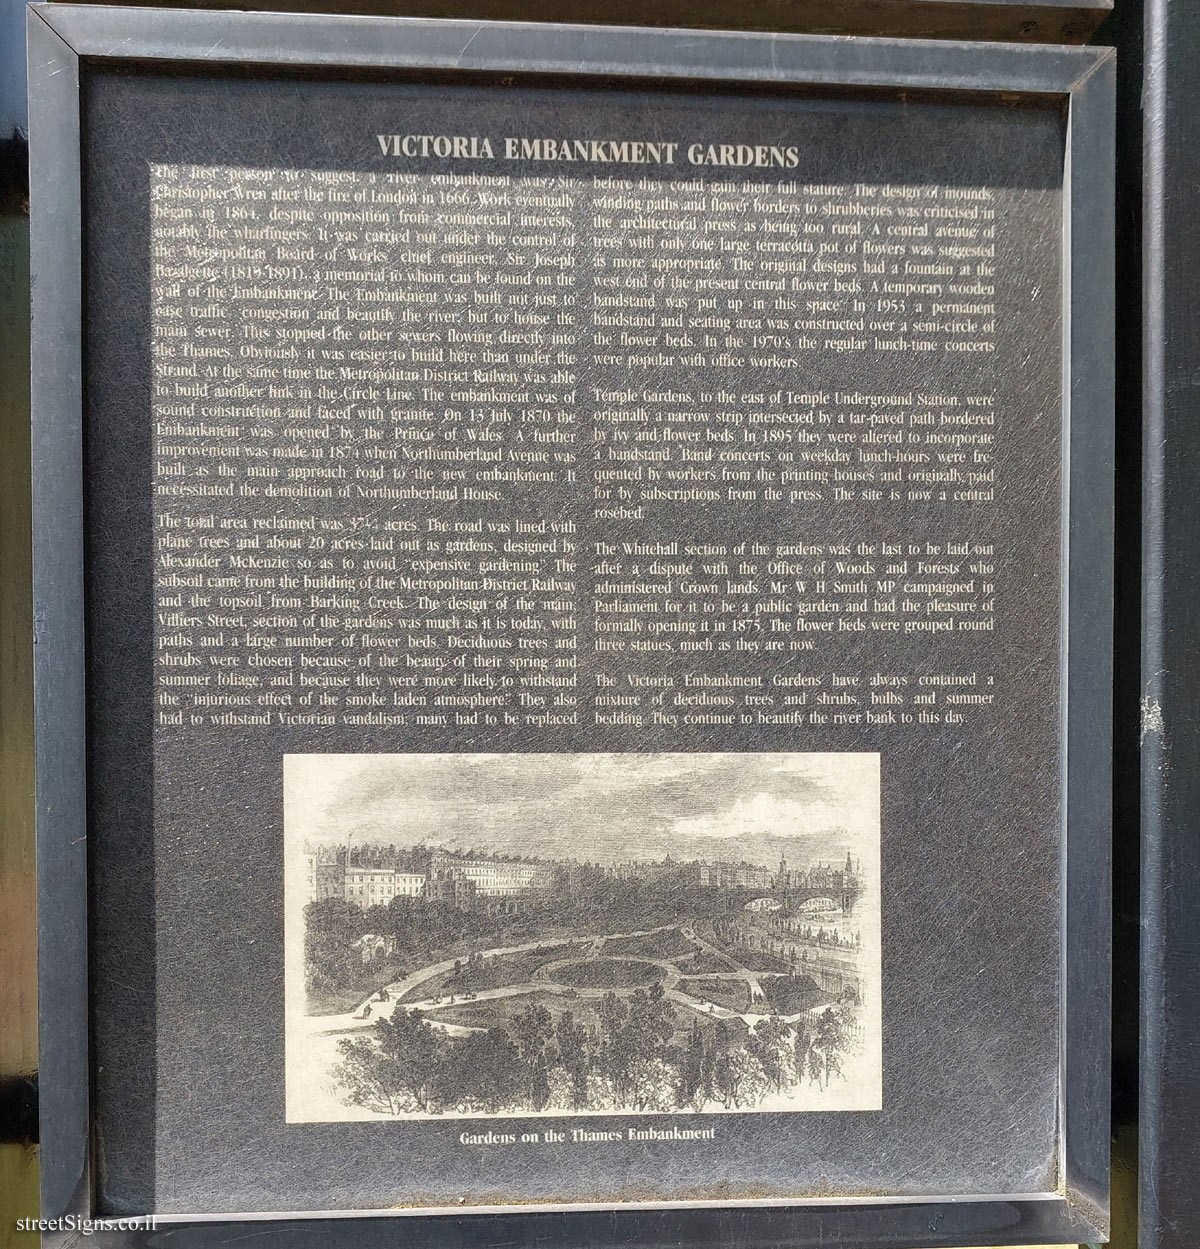 VICTORIA EMBANKMENT GARDENS
The first person to suggest a river embankment was Sir
Christopher Wren after the fire of London in 1666. Work eventually
began in 1864, despite opposition from commercial interests,
notably the wharfingers. It was carried out under the control of
the Metropolitan Board of Works' chief engineer, Sir Joseph
Bazalgette (1819-1891), a memorial to whom can be found on the
wall of the Embankment. The Embankment was built not just to
ease traffic congestion and beautify the river, but to house the
main sewer. This stopped the other sewers flowing directly into
the Thames. Obviously it was easier to build here than under the
Strand. At the same time the Metropolitan District Railway was able
to build another link in the Circle Line. The embankment was of
sound construction and faced with granite. On 13 July 1870 the
Embankment was opened by the Prince of Wales. A further
improvement was made in 1874 when Northumberland Avenue was
built as the main approach road to the new embankment. It
necessitated the demolition of Northumberland House.
The total area reclaimed was 37¼ acres. The road was lined with
plane trees and about 20 acres laid out as gardens, designed by
Alexander McKenzie so as to avoid "expensive gardening." The
subsoil came from the building of the Metropolitan District Railway
and the topsoil from Barking Creek. The design of the main,
Villiers Street, section of the gardens was much as it is today, with
paths and a large number of flower beds. Deciduous trees and
shrubs were chosen because of the beauty of their spring and
summer foliage, and because they were more likely to withstand
the "injurious effect of the smoke laden atmosphere." They also
had to withstand Victorian vandalism; many had to be replaced
before they could gain their full stature. The design of mounds,
winding paths and flower borders to shrubberies was criticised in
the architectural press as being too rural. A central avenue of
trees with only one large terracotta pot of flowers was suggested
as more appropriate. The original designs had a fountain at the
west end of the present central flower beds. A temporary wooden
bandstand was put up in this space. In 1953 a permanent
bandstand and seating area was constructed over a semi-circle of
the flower beds. In the 1970's the regular lunch-time concerts
were popular with office workers.
Temple Gardens, to the east of Temple Underground Station, were
originally a narrow strip intersected by a tar-paved path bordered
by ivy and flower beds. In 1895 they were altered to incorporate
a bandstand. Band concerts on weekday lunch-hours were fre-
quented by workers from the printing houses and originally paid
for by subscriptions from the press. The site is now a central
rosebed.
The Whitehall section of the gardens was the last to be laid out
after a dispute with the Office of Woods and Forests who
administered Crown lands. Mr W H Smith MP campaigned in
Parliament for it to be a public garden and had the pleasure of
formally opening it in 1875. The flower beds were grouped round
three statues, much as they are now.
The Victoria Embankment Gardens have always contained a
mixture of deciduous trees and shrubs, bulbs and summer
bedding. They continue to beautify the river bank to this day.
Gardens on the Thames Embankment
streetSigns.co.il